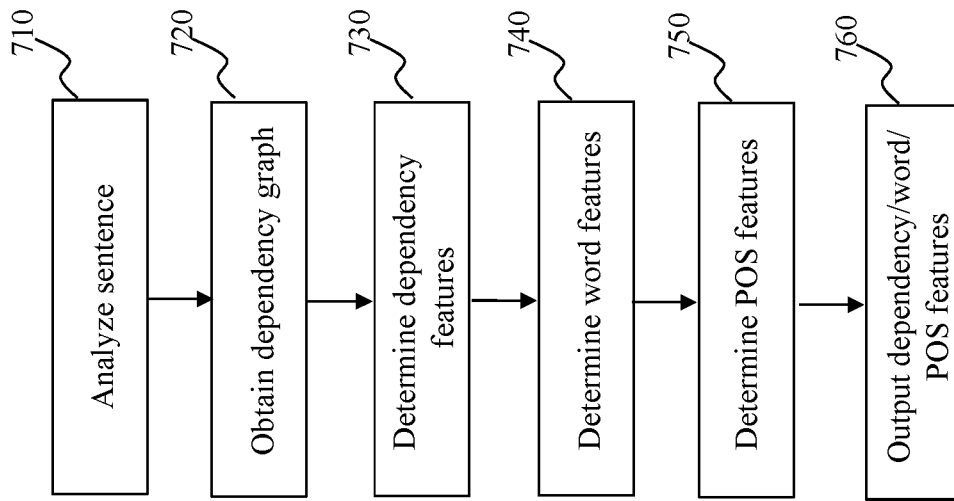 710
Analyze sentence
720
Obtain dependency graph
730
Determine dependency
features
740
Determine word features
750
Determine POS features
760
Output dependency/word/
POS features